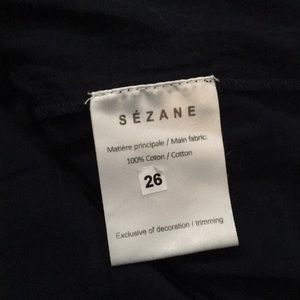 SÉZANE
Matière principale / Main fabric:
100% Coton / Cotton
26
Exclusive of decoration / trimming